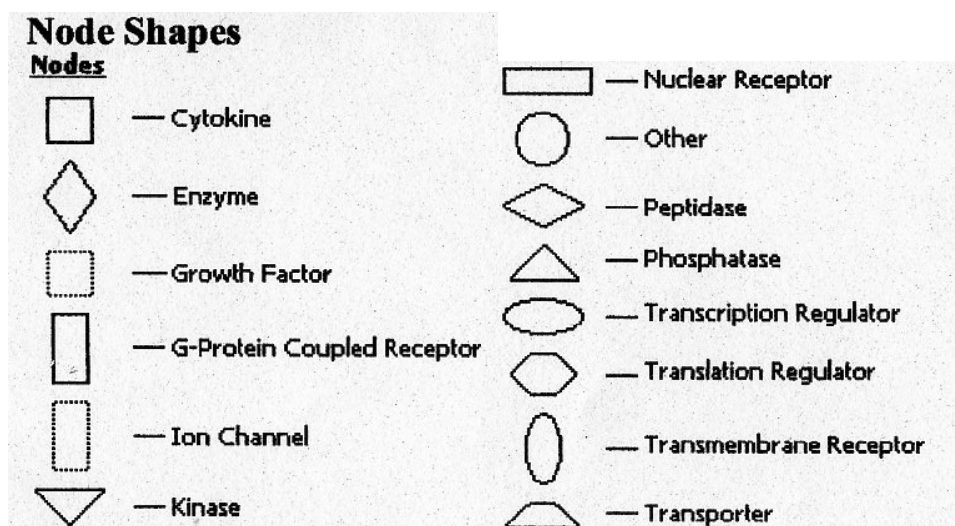 Node Shapes
Nodes
Cytokine
Enzyme
Growth Factor
G-Protein Coupled Receptor
Ion Channel
Kinase
Nuclear Receptor
Other
Peptidase
Phosphatase
Transcription Regulator
Translation Regulator
Transmembrane Receptor
Transporter